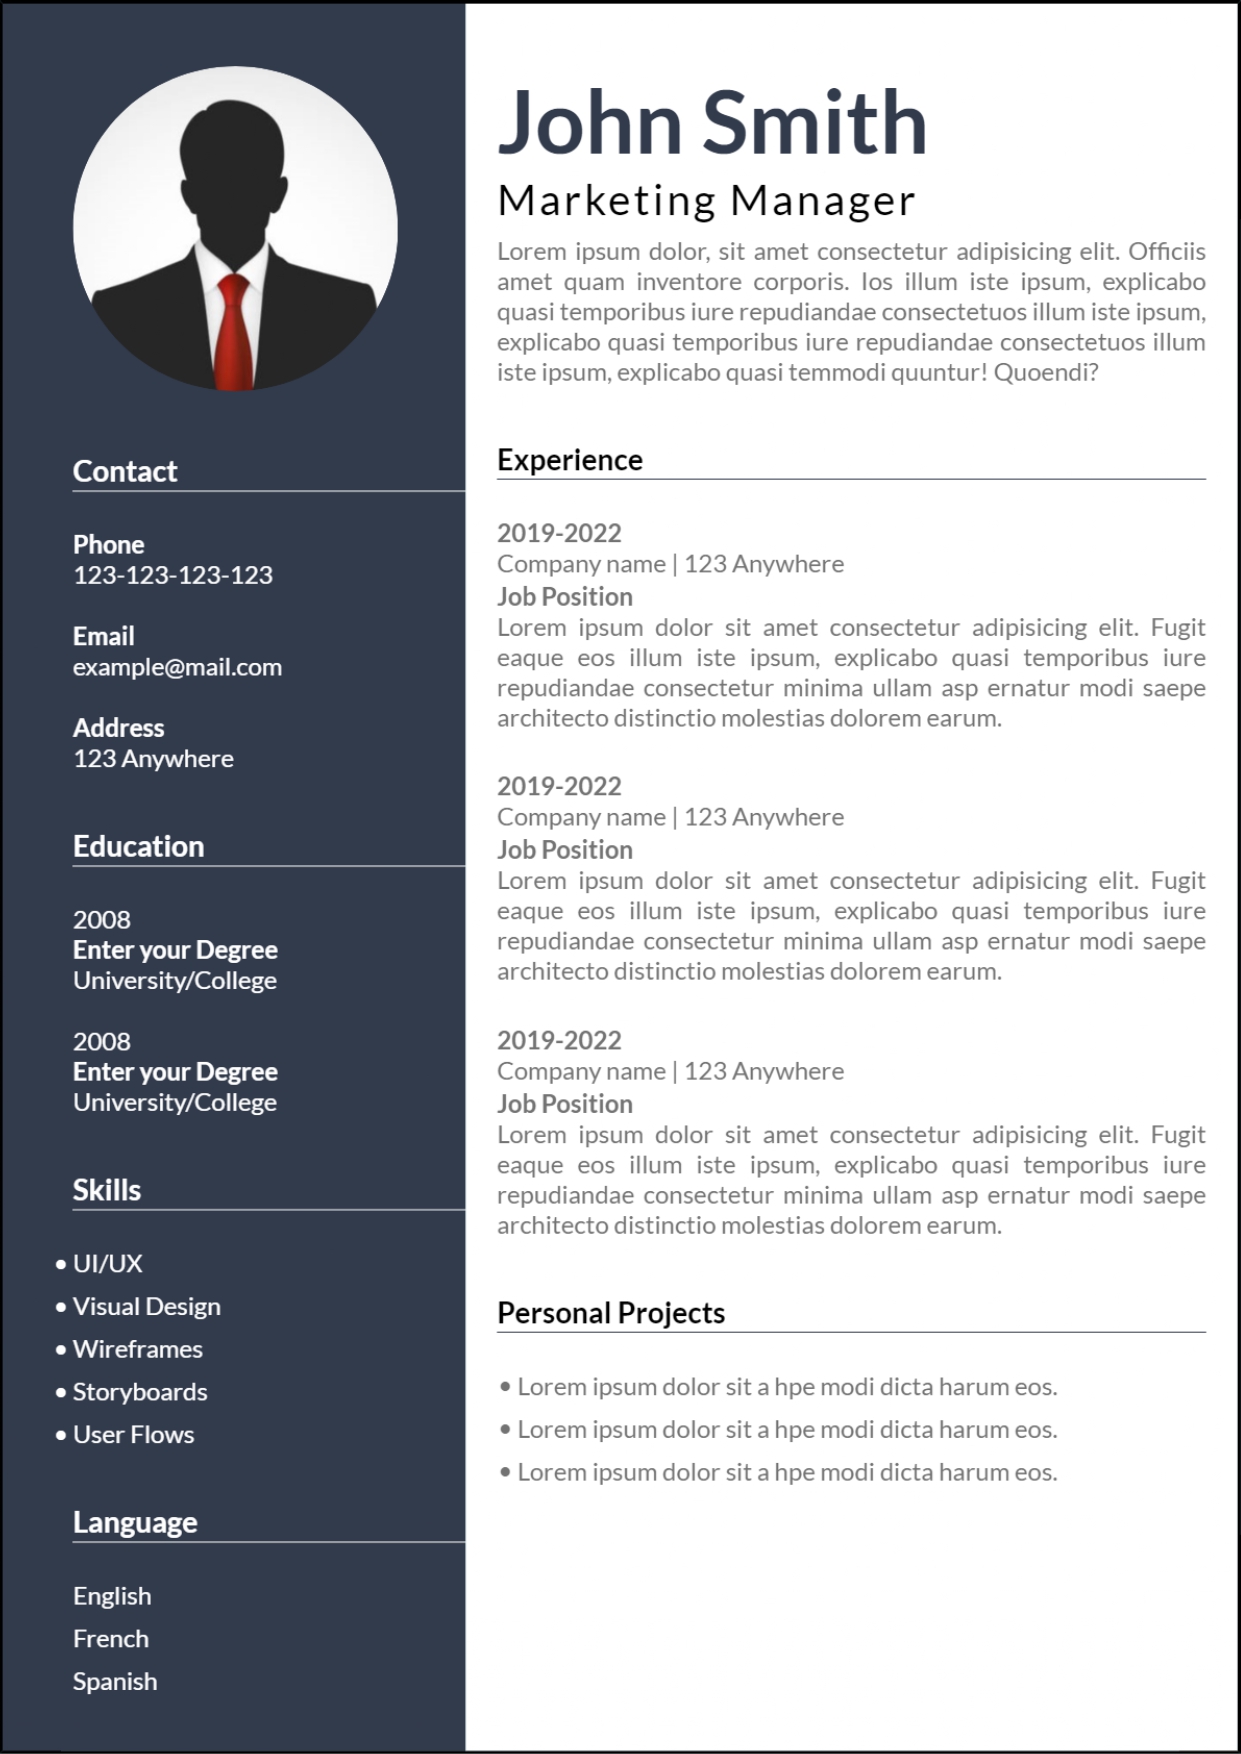 John Smith
Marketing Manager
Lorem ipsum dolor, sit amet consectetur adipisicing elit. Officiis
amet quam inventore corporis. Ios illum iste ipsum, explicabo
quasi temporibus iure repudiandae consectetuos illum iste ipsum,
explicabo quasi temporibus iure repudiandae consectetuos illum
iste ipsum, explicabo quasi temmodi quuntur! Quoendi?
Contact
Phone
123-123-123-123
Email
example@mail.com
Address
123 Anywhere
Education
2008
Enter your Degree
University/College
2008
Enter your Degree
University/College
Skills
• UI/UX
• Visual Design
• Wireframes
• Storyboards
• User Flows
Language
English
French
Spanish
Experience
2019-2022
Company name | 123 Anywhere
Job Position
Lorem ipsum dolor sit amet consectetur adipisicing elit. Fugit
eaque eos illum iste ipsum, explicabo quasi temporibus iure
repudiandae consectetur minima ullam asp ernatur modi saepe
architecto distinctio molestias dolorem earum.
2019-2022
Company name | 123 Anywhere
Job Position
Lorem ipsum dolor sit amet consectetur adipisicing elit. Fugit
eaque eos illum iste ipsum, explicabo quasi temporibus iure
repudiandae consectetur minima ullam asp ernatur modi saepe
architecto distinctio molestias dolorem earum.
2019-2022
Company name | 123 Anywhere
Job Position
Lorem ipsum dolor sit amet consectetur adipisicing elit. Fugit
eaque eos illum iste ipsum, explicabo quasi temporibus iure
repudiandae consectetur minima ullam asp ernatur modi saepe
architecto distinctio molestias dolorem earum.
Personal Projects
• Lorem ipsum dolor sit a hpe modi dicta harum eos.
• Lorem ipsum dolor sit a hpe modi dicta harum eos.
• Lorem ipsum dolor sit a hpe modi dicta harum eos.